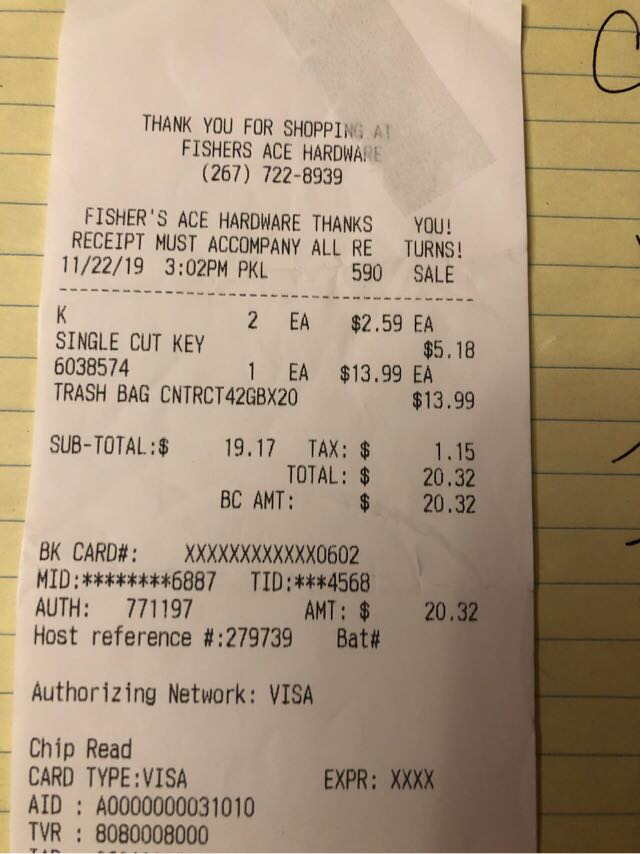 THANK YOU FOR SHOPPING AT
FISHERS ACE HARDWARE
(267) 722-8939
FISHER'S ACE HARDWARE THANKS YOU!
RECEIPT MUST ACCOMPANY ALL RE TURNS!
11/22/19 3:02PM PKL 590 SALE
K 2 EA $2.59 EA
SINGLE CUT KEY $5.18
6038574 1 EA $13.99 EA
TRASH BAG CNTRCT42GBX20 $13.99
SUB-TOTAL:$ 19.17 TAX: $ 1.15
TOTAL: $ 20.32
BC AMT: $ 20.32
BK CARD#: XXXXXXXXXXXX0602
MID:********6887 TID:***4568
AUTH: 771197 AMT: $ 20.32
Host reference #:279739 Bat#
Authorizing Network: VISA
Chip Read
CARD TYPE:VISA EXPR: XXXX
AID : A0000000031010
TVR : 8080008000